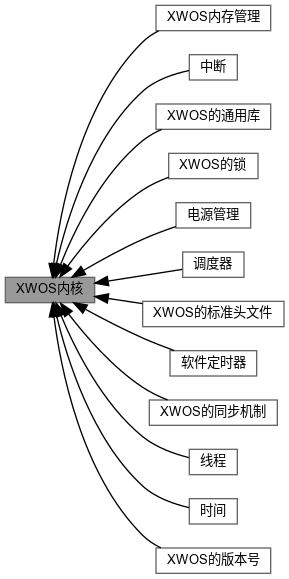 XWOS内存管理
中断
XWOS的通用库
XWOS的锁
电源管理
调度器
XWOS内核
XWOS的标准头文件
软件定时器
XWOS的同步机制
线程
时间
XWOS的版本号